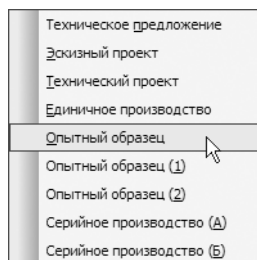 Техническое предложение
Эскизный проект
Технический проект
Единичное производство
Опытный образец
Опытный образец (1)
Опытный образец (2)
Серийное производство (А)
Серийное производство (Б)